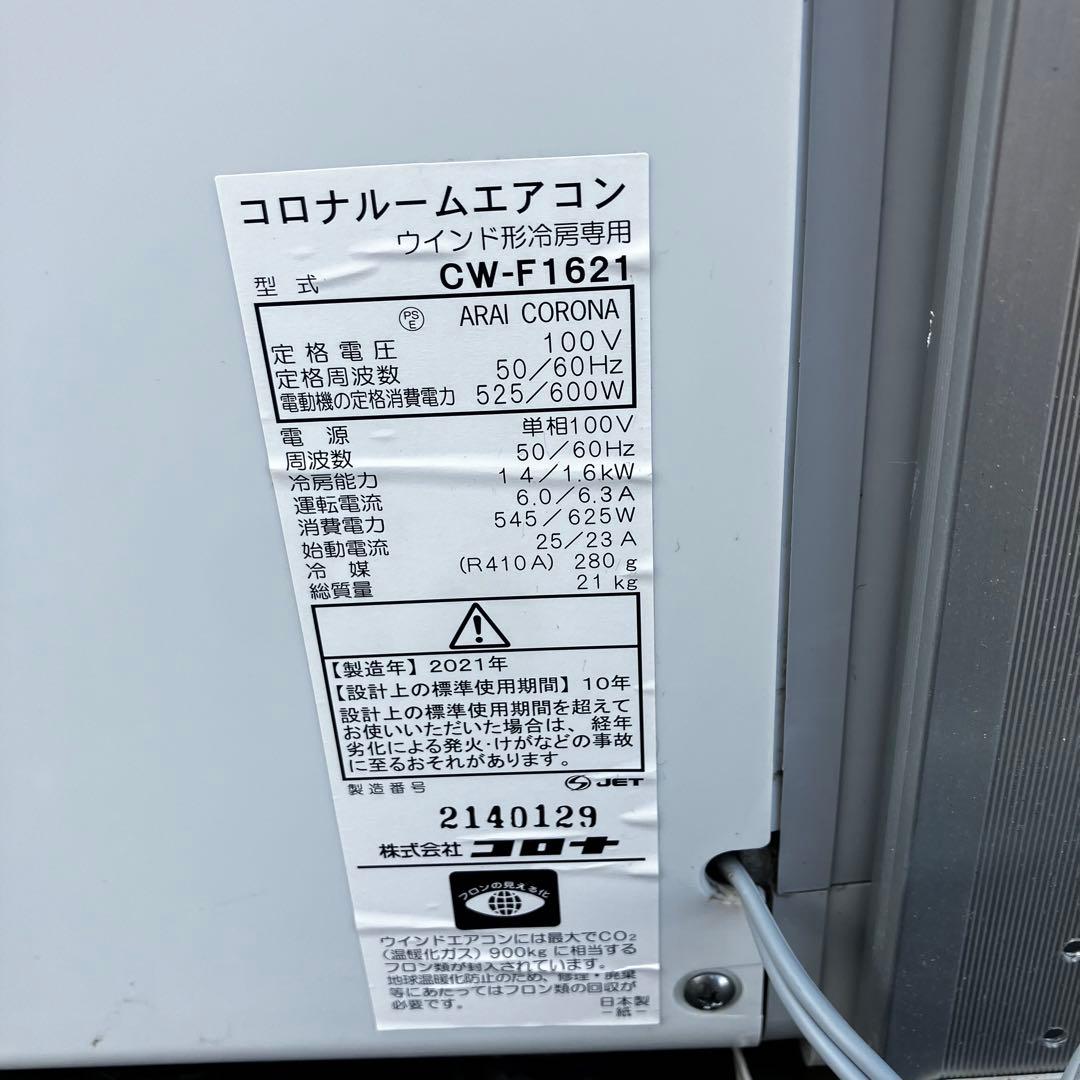 コロナルームエアコン
ウインド形冷房専用
型式 CW-F1621
PSE ARAI CORONA
定格電圧 100V
定格周波数 50/60Hz
電動機の定格消費電力 525/600W
電源 単相100V
周波数 50/60Hz
冷房能力 1.4/1.6kW
運転電流 6.0/6.3A
消費電力 545/625W
始動電流 25/23A
冷媒 (R410A) 280g
総質量 21kg
【製造年】2021年
【設計上の標準使用期間】10年
設計上の標準使用期間を超えて
お使いいただいた場合は、経年
劣化による発火・けがなどの事故
に至るおそれがあります。
製造番号 JET
2140129
株式会社 コロナ
フロンの見える化
ウインドエアコンには最大でCO₂
(温暖化ガス)900kgに相当する
フロン類が封入されています。
地球温暖化防止のため、修理・廃棄
等にあたってはフロン類の回収が
必要です。 日本製
-紙-